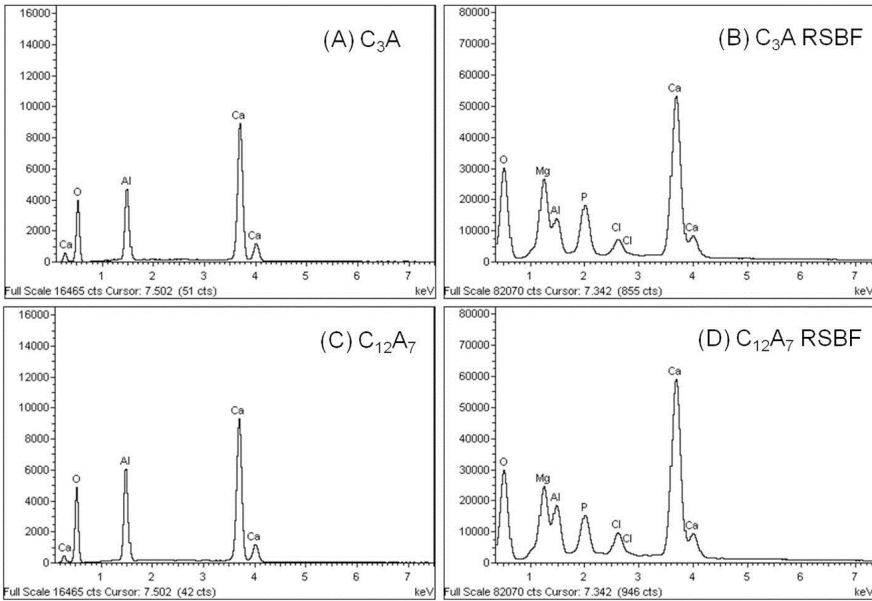 (A) C₃A
16000
14000
12000
10000
8000
6000
4000
2000
0
Ca
O
Al
Ca
Ca
1 2 3 4 5 6 7
keV
Full Scale 16465 cts Cursor: 7.502 (51 cts)
(B) C₃A RSBF
80000
70000
60000
50000
40000
30000
20000
10000
0
O
Mg
Al
P
Cl
Cl
Ca
Ca
1 2 3 4 5 6 7
keV
Full Scale 82070 cts Cursor: 7.342 (855 cts)
(C) C₁₂A₇
16000
14000
12000
10000
8000
6000
4000
2000
0
Ca
O
Al
Ca
Ca
1 2 3 4 5 6 7
keV
Full Scale 16465 cts Cursor: 7.502 (42 cts)
(D) C₁₂A₇ RSBF
80000
70000
60000
50000
40000
30000
20000
10000
0
O
Mg
Al
P
Cl
Cl
Ca
Ca
1 2 3 4 5 6 7
keV
Full Scale 82070 cts Cursor: 7.342 (946 cts)